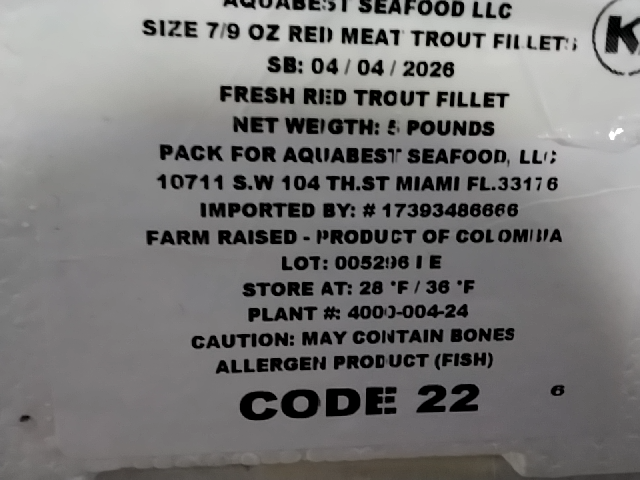 AQUABEST SEAFOOD LLC
SIZE 7/9 OZ RED MEAT TROUT FILLETS
SB: 04 / 04 / 2026
FRESH RED TROUT FILLET
NET WEIGTH: 5 POUNDS
PACK FOR AQUABEST SEAFOOD, LLC
10711 S.W 104 TH.ST MIAMI FL.33176
IMPORTED BY: # 17393486666
FARM RAISED - PRODUCT OF COLOMBIA
LOT: 005296 I E
STORE AT: 28 °F / 36 °F
PLANT #: 4000-004-24
CAUTION: MAY CONTAIN BONES
ALLERGEN PRODUCT (FISH)
CODE 22 6